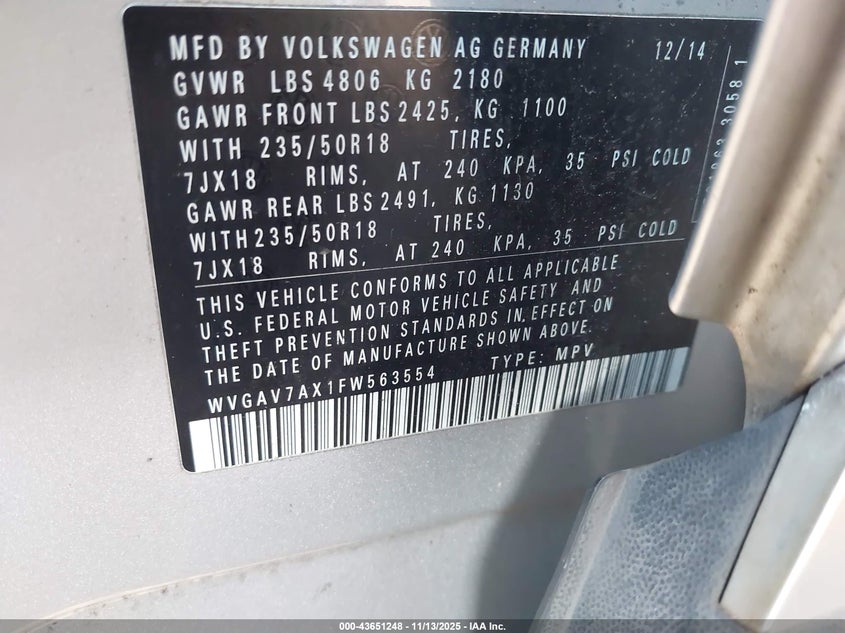 MFD BY VOLKSWAGEN AG GERMANY 12/14
GVWR LBS 4806 KG 2180
GAWR FRONT LBS 2425, KG 1100
WITH 235/50R18 TIRES,
7JX18 RIMS, AT 240 KPA, 35 PSI COLD
GAWR REAR LBS 2491, KG 1130
WITH 235/50R18 TIRES,
7JX18 RIMS, AT 240 KPA, 35 PSI COLD
THIS VEHICLE CONFORMS TO ALL APPLICABLE
U.S. FEDERAL MOTOR VEHICLE SAFETY AND
THEFT PREVENTION STANDARDS IN EFFECT ON
THE DATE OF MANUFACTURE SHOWN ABOVE.
WVGAV7AX1FW563554 TYPE: MPV
3058 1
000-43651248 - 11/13/2025 - IAA Inc.